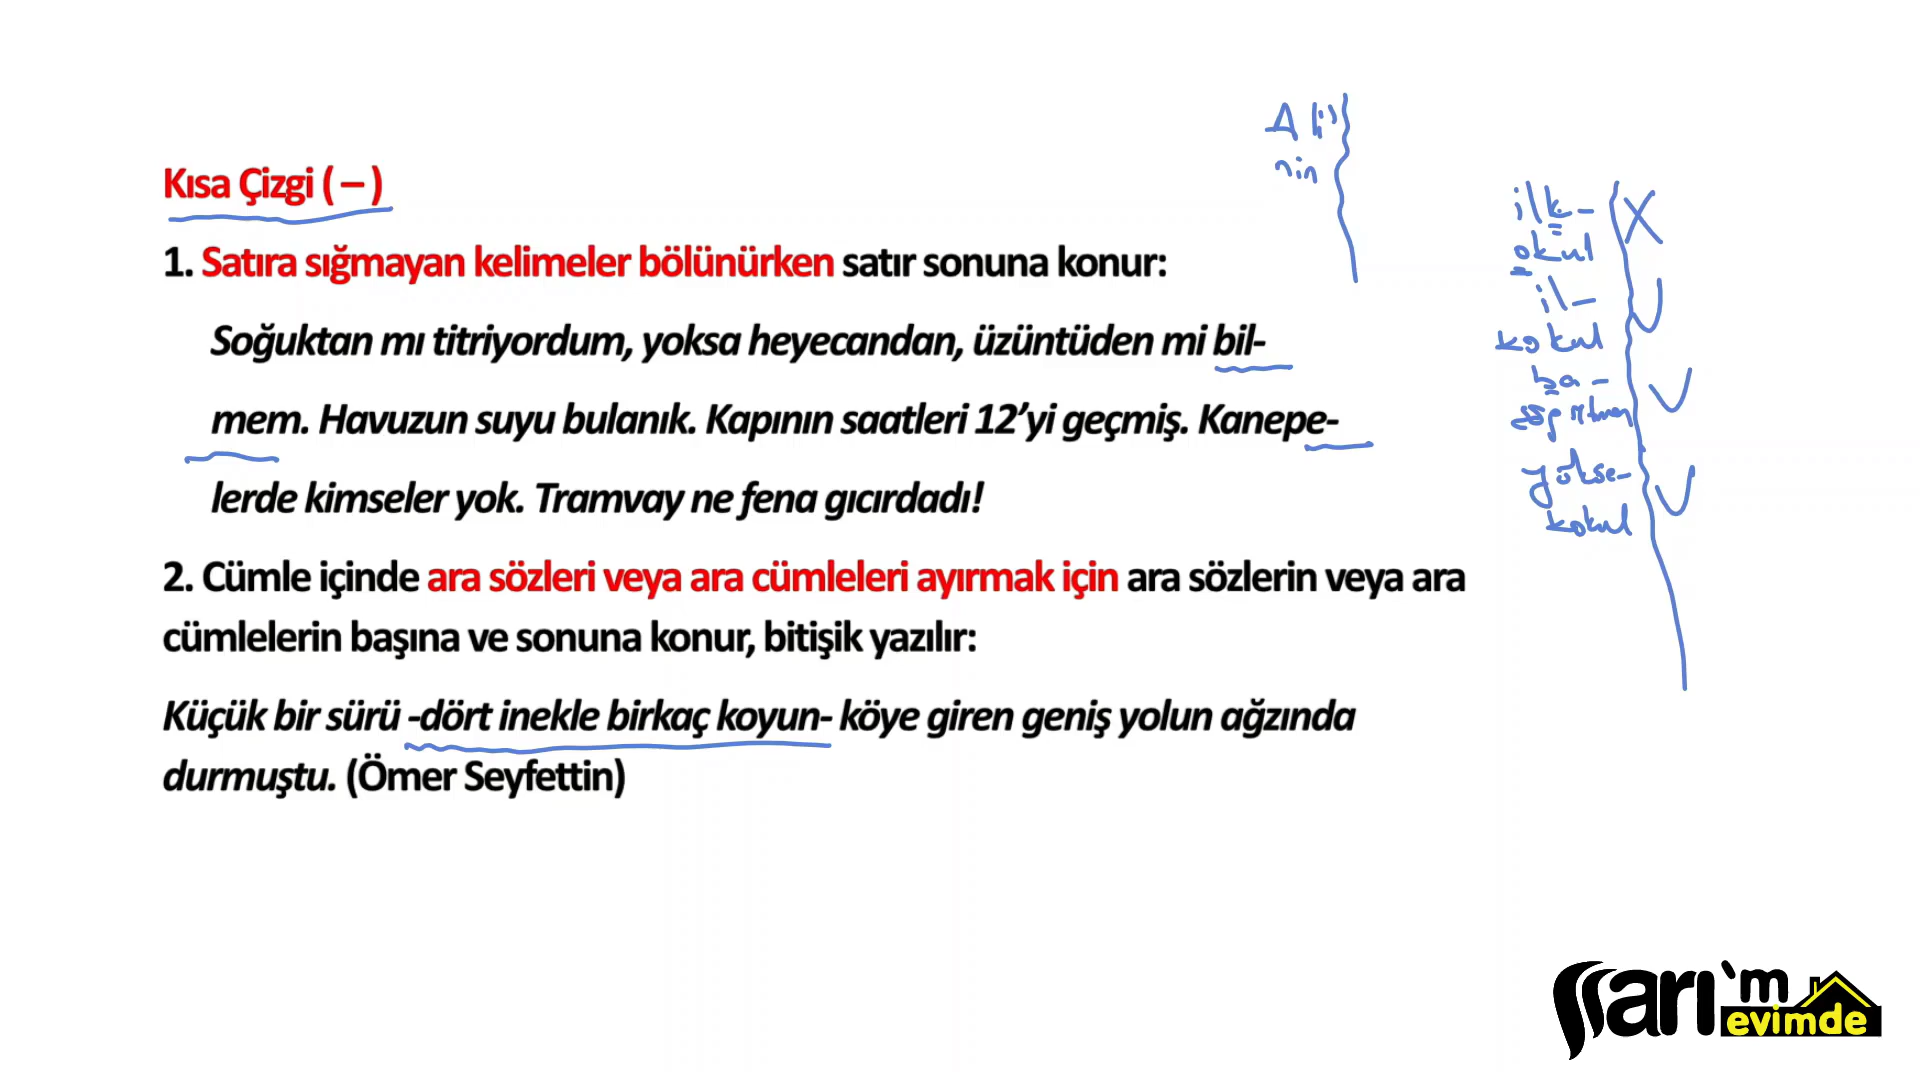 Kısa Çizgi ( – )
1. Satıra sığmayan kelimeler bölünürken satır sonuna konur:
Soğuktan mı titriyordum, yoksa heyecandan, üzüntüden mi bil-
mem. Havuzun suyu bulanık. Kapının saatleri 12’yi geçmiş. Kanepe-
lerde kimseler yok. Tramvay ne fena gıcırdadı!
2. Cümle içinde ara sözleri veya ara cümleleri ayırmak için ara sözlerin veya ara
cümlelerin başına ve sonuna konur, bitişik yazılır:
Küçük bir sürü -dört inekle birkaç koyun- köye giren geniş yolun ağzında
durmuştu. (Ömer Seyfettin)
Ali'
nin
ilk-
okul
il-
kokul
ba-
yükse-
kokul
sarı'm
evimde